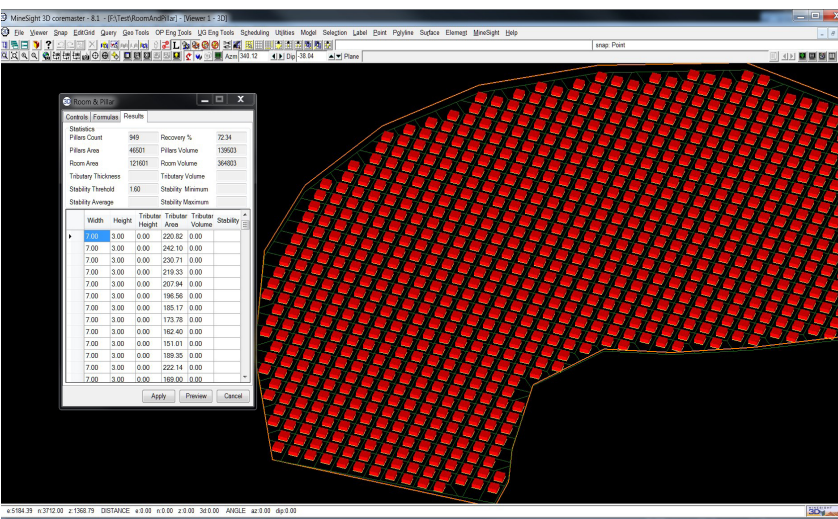 MineSight 3D coremaster - 8.1 - [F:\Test\RoomAndPillar] - [Viewer 1 - 3D]
File Viewer Snap EditGrid Query Geo Tools OP Eng Tools UG Eng Tools Scheduling Utilities Model Selection Label Point Polyline Surface Element MineSight Help
snap: Point
Azm 340.12 Dip -38.04 Plane
Room & Pillar
Controls Formulas Results
Statistics
Pillars Count 949 Recovery % 72.34
Pillars Area 46501 Pillars Volume 139503
Room Area 121601 Room Volume 364803
Tributary Thickness Tributary Volume
Stability Threhold 1.60 Stability Minimum
Stability Average Stability Maximum
Width Height Tributar Height Tributar Area Tributar Volume Stability
7.00 3.00 0.00 220.82 0.00
7.00 3.00 0.00 242.10 0.00
7.00 3.00 0.00 230.71 0.00
7.00 3.00 0.00 219.33 0.00
7.00 3.00 0.00 207.94 0.00
7.00 3.00 0.00 196.56 0.00
7.00 3.00 0.00 185.17 0.00
7.00 3.00 0.00 173.78 0.00
7.00 3.00 0.00 162.40 0.00
7.00 3.00 0.00 151.01 0.00
7.00 3.00 0.00 189.35 0.00
7.00 3.00 0.00 222.14 0.00
7.00 3.00 0.00 169.00 0.00
Apply Preview Cancel
e:5184.39 n:3712.00 z:1368.79 DISTANCE e:0.00 n:0.00 z:0.00 3d:0.00 ANGLE az:0.00 dip:0.00